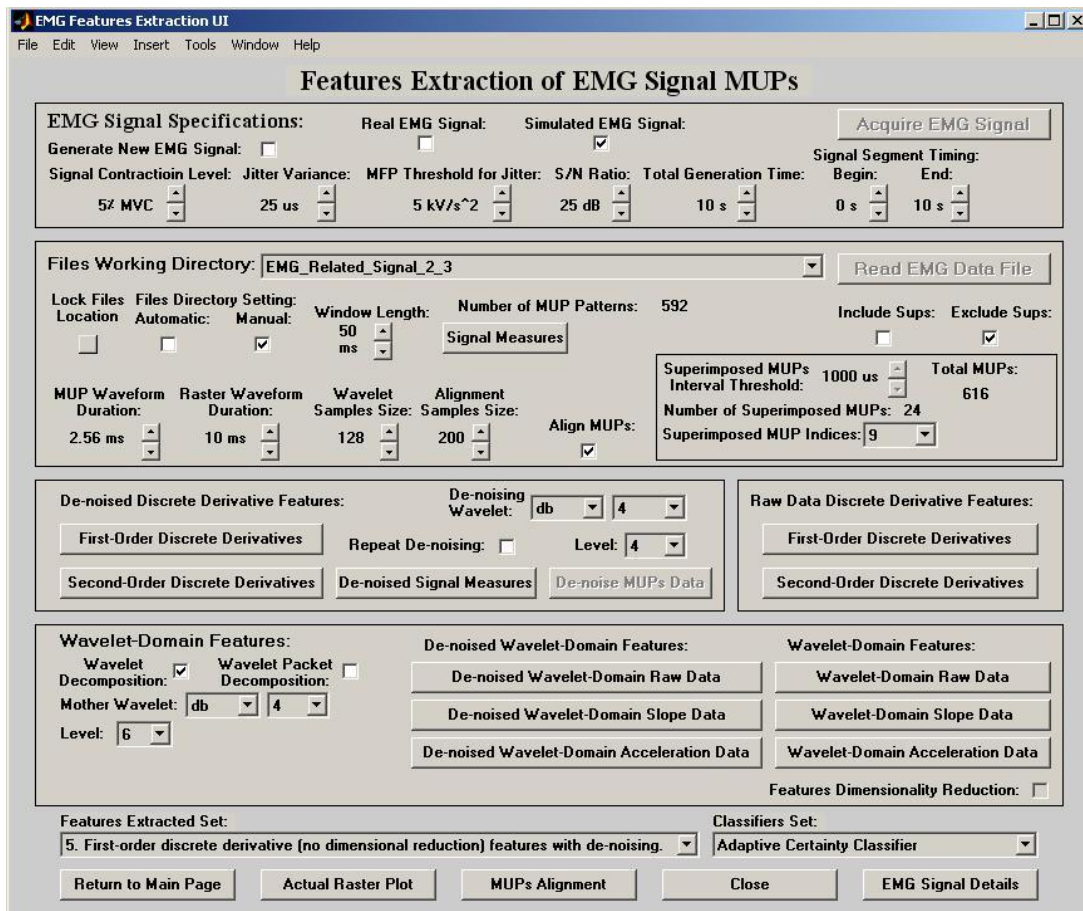 EMG Features Extraction UI
File Edit View Insert Tools Window Help
Features Extraction of EMG Signal MUPs
EMG Signal Specifications:
Real EMG Signal:
Simulated EMG Signal:
Acquire EMG Signal
Generate New EMG Signal:
Signal Segment Timing:
Signal Contractioin Level: Jitter Variance: MFP Threshold for Jitter: S/N Ratio: Total Generation Time: Begin: End:
5% MVC 25 us 5 kV/s^2 25 dB 10 s 0 s 10 s
Files Working Directory: EMG_Related_Signal_2_3 Read EMG Data File
Lock Files Location
Files Directory Setting:
Automatic: Manual:
Window Length:
50 ms
Number of MUP Patterns: 592
Signal Measures
Include Sups: Exclude Sups:
Superimposed MUPs Interval Threshold: 1000 us
Total MUPs:
616
Number of Superimposed MUPs: 24
Superimposed MUP Indices: 9
MUP Waveform Duration:
2.56 ms
Raster Waveform Duration:
10 ms
Wavelet Samples Size:
128
Alignment Samples Size:
200
Align MUPs:
De-noised Discrete Derivative Features:
De-noising Wavelet: db 4
First-Order Discrete Derivatives
Repeat De-noising:
Level: 4
Second-Order Discrete Derivatives
De-noised Signal Measures
De-noise MUPs Data
Raw Data Discrete Derivative Features:
First-Order Discrete Derivatives
Second-Order Discrete Derivatives
Wavelet-Domain Features:
Wavelet Decomposition:
Wavelet Packet Decomposition:
Mother Wavelet: db 4
Level: 6
De-noised Wavelet-Domain Features:
De-noised Wavelet-Domain Raw Data
De-noised Wavelet-Domain Slope Data
De-noised Wavelet-Domain Acceleration Data
Wavelet-Domain Features:
Wavelet-Domain Raw Data
Wavelet-Domain Slope Data
Wavelet-Domain Acceleration Data
Features Dimensionality Reduction:
Features Extracted Set:
5. First-order discrete derivative (no dimensional reduction) features with de-noising.
Classifiers Set:
Adaptive Certainty Classifier
Return to Main Page
Actual Raster Plot
MUPs Alignment
Close
EMG Signal Details